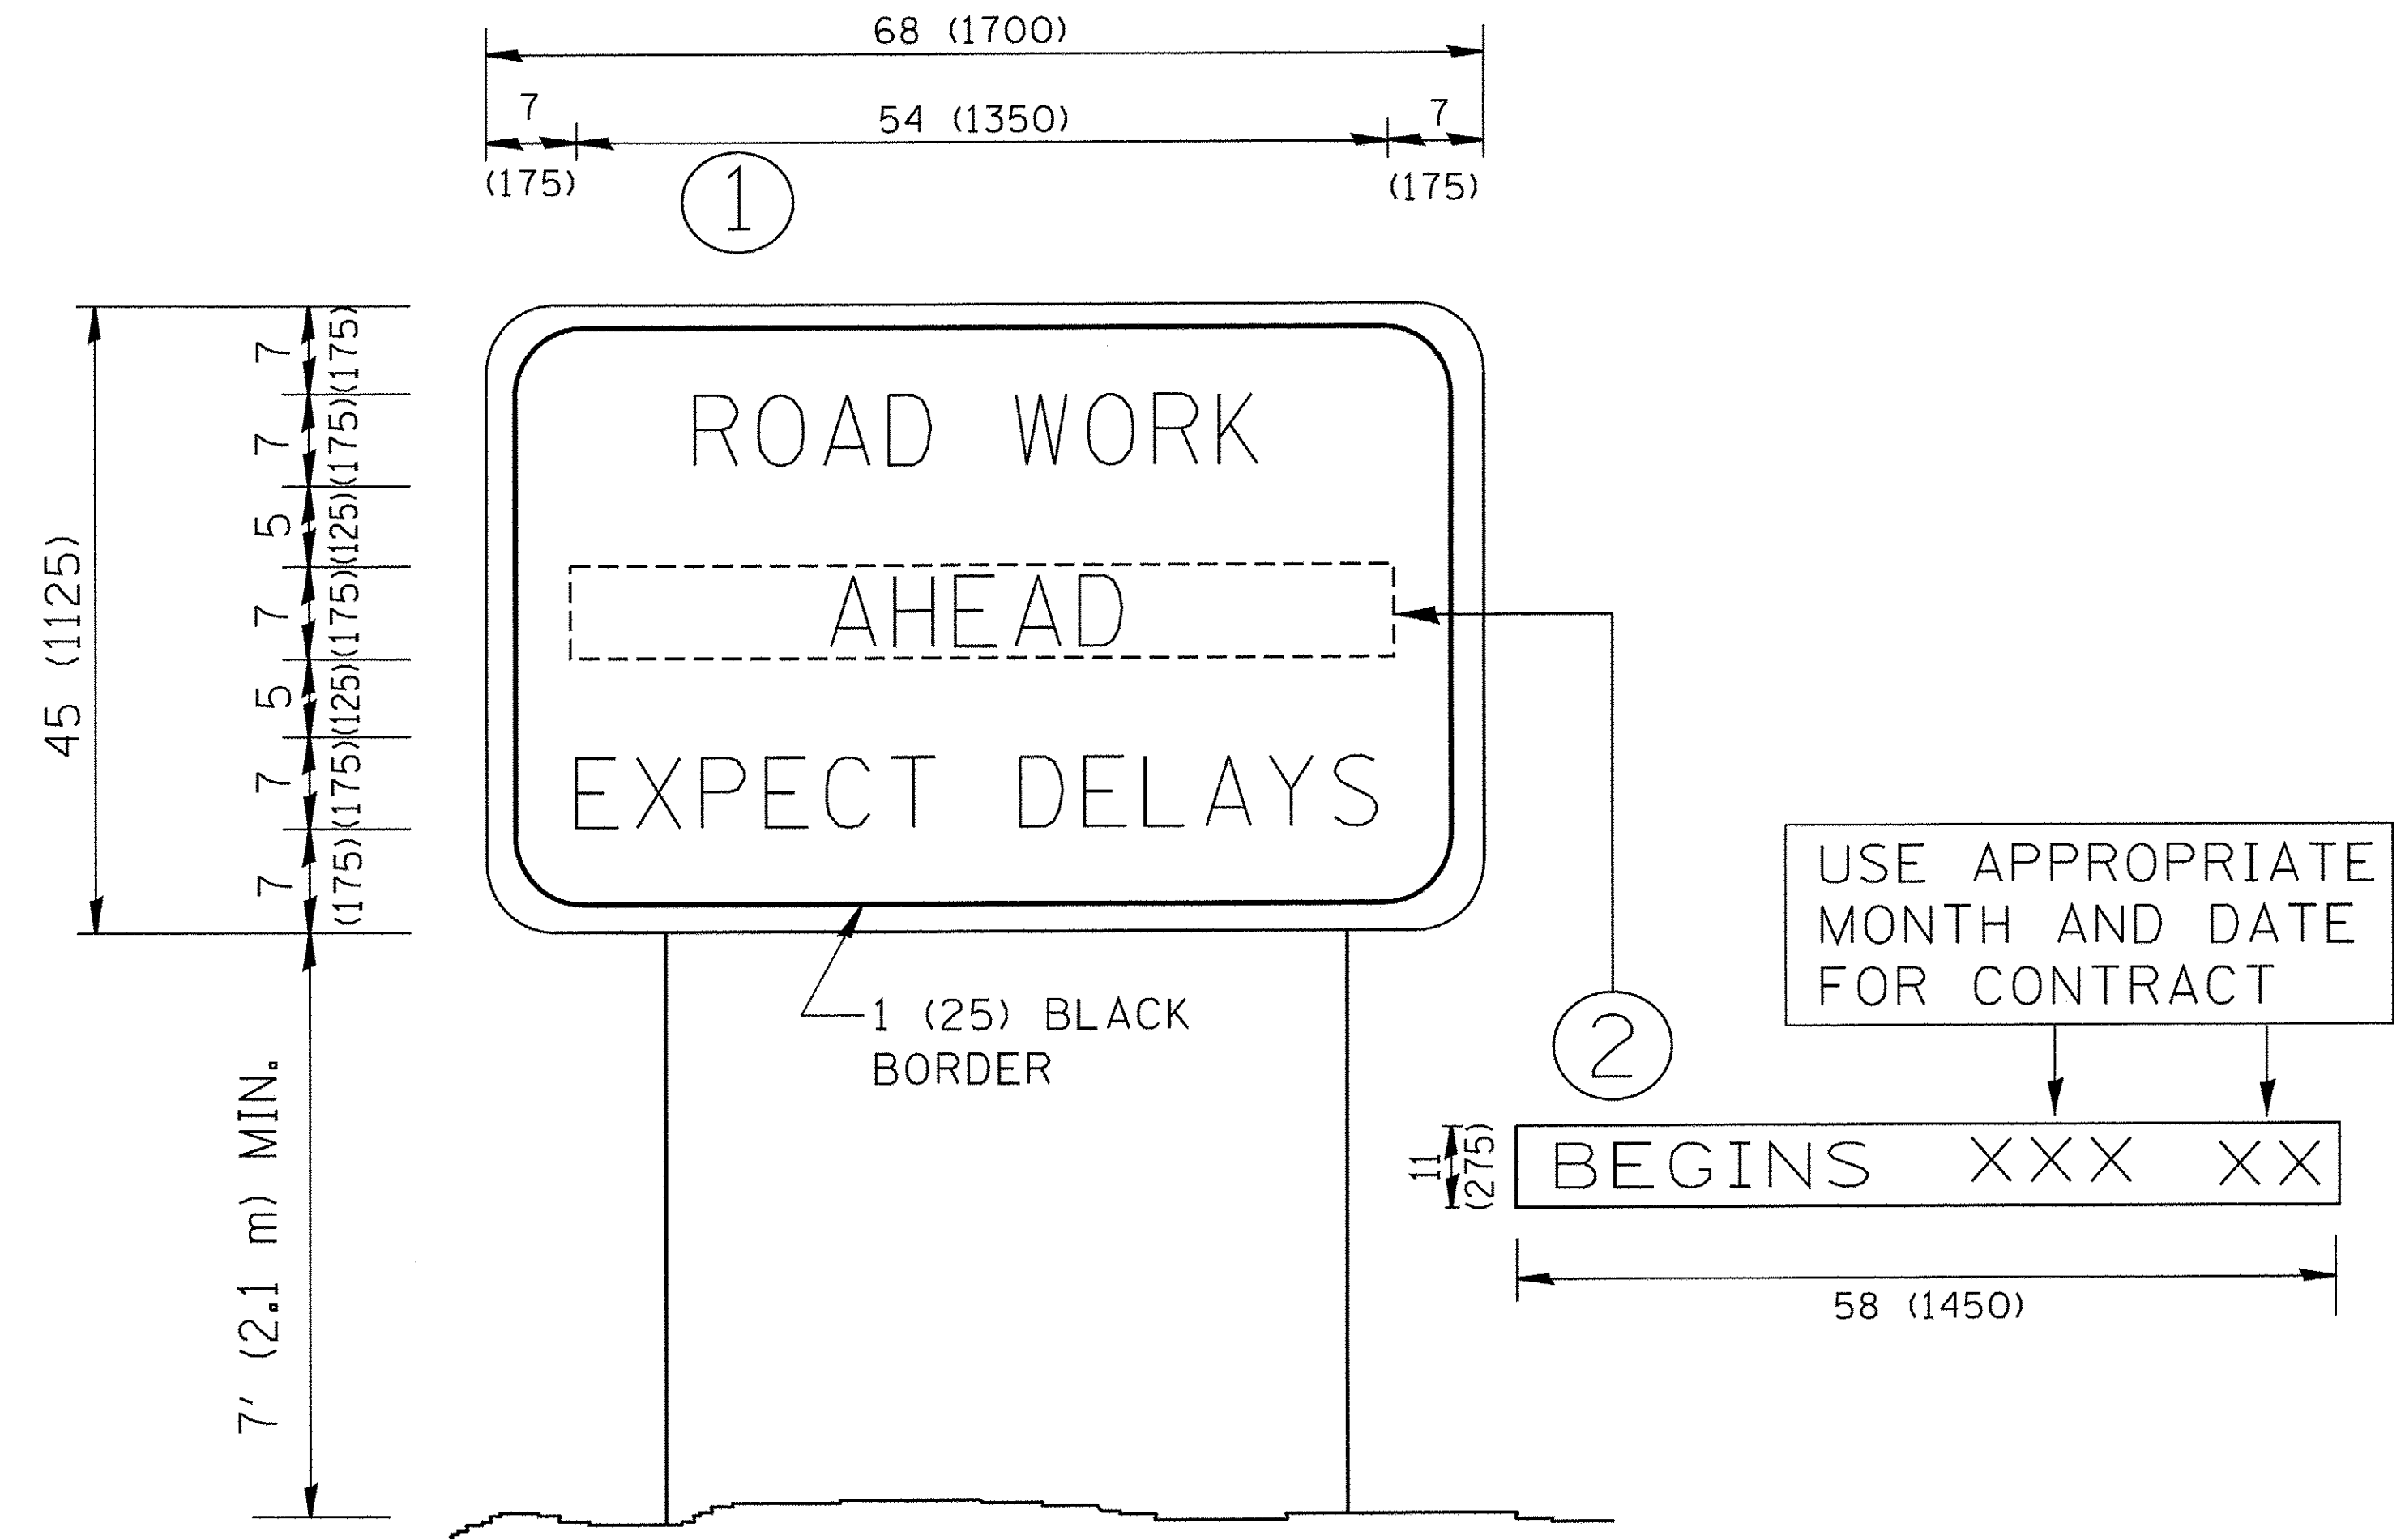 68 (1700)
7
54 (1350)
7
(175)
(175)
1
7
(175)
7
(175)
5
(125)
7
(175)
5
(125)
7
(175)
7
(175)
45 (1125)
ROAD WORK
AHEAD
EXPECT DELAYS
1 (25) BLACK
BORDER
7' (2.1 m) MIN.
2
USE APPROPRIATE
MONTH AND DATE
FOR CONTRACT
11
(275)
BEGINS XXX XX
58 (1450)